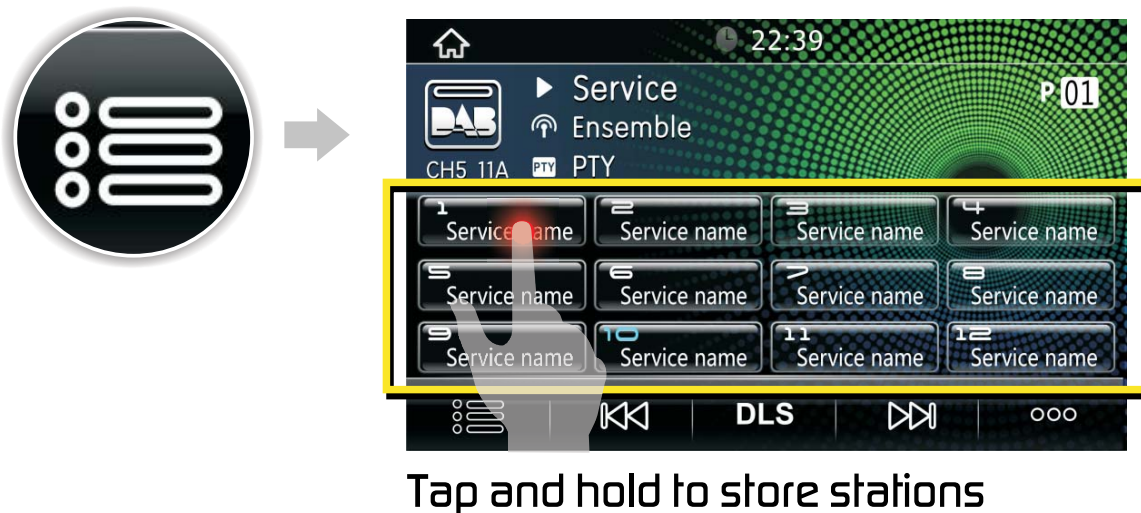 22:39
Service
P 01
DAB
Ensemble
CH5 11A PTY PTY
1 Service name 2 Service name 3 Service name 4 Service name
5 Service name 6 Service name 7 Service name 8 Service name
9 Service name 10 Service name 11 Service name 12 Service name
DLS
Tap and hold to store stations